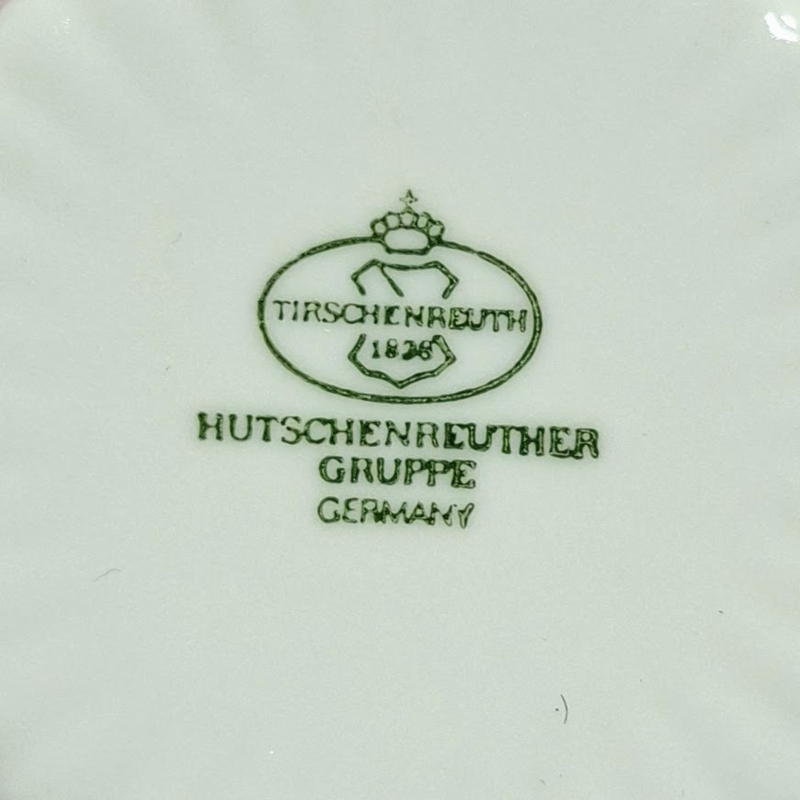 TIRSCHENREUTH
1838
HUTSCHENREUTHER
GRUPPE
GERMANY